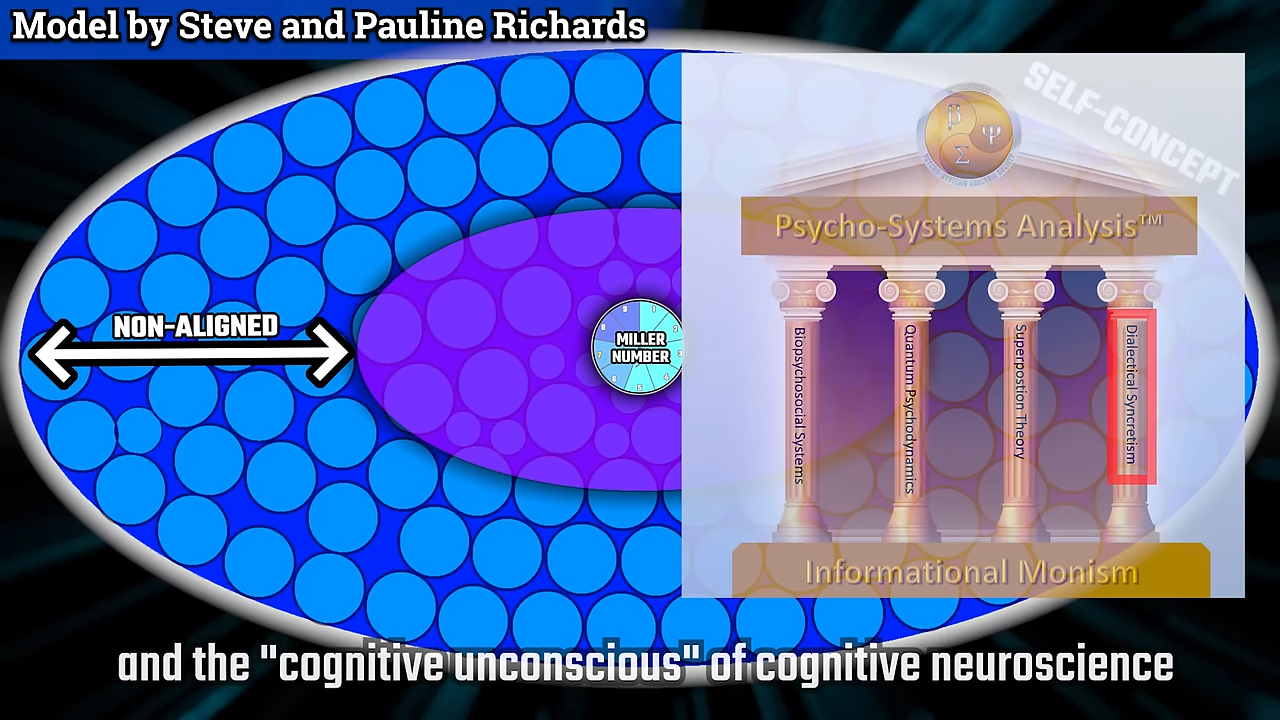 Model by Steve and Pauline Richards
SELF-CONCEPT
β
Ψ
Σ
Psycho-Systems Analysis™
NON-ALIGNED
MILLER
NUMBER
Biopsychosocial Systems
Quantum Psychodynamics
Superpostion Theory
Dialectical Syncretism
Informational Monism
and the "cognitive unconscious" of cognitive neuroscience